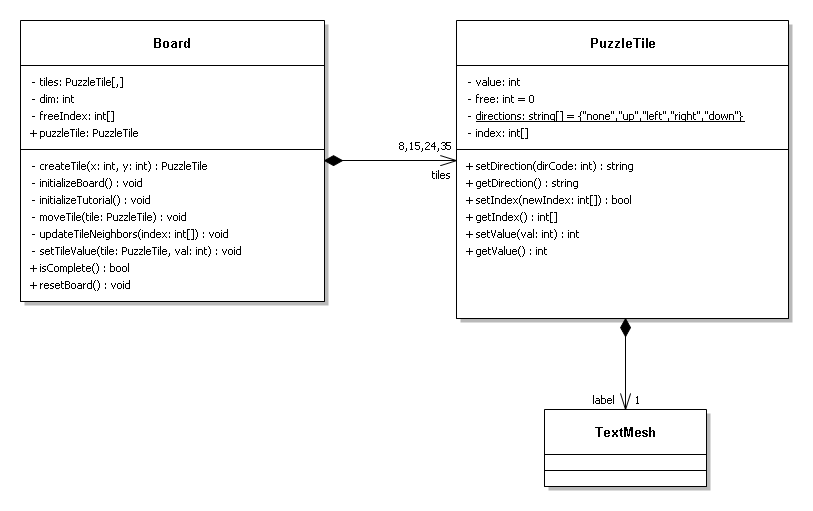 Board
- tiles: PuzzleTile[,]
- dim: int
- freeIndex: int[]
+ puzzleTile: PuzzleTile
- createTile(x: int, y: int) : PuzzleTile
- initializeBoard() : void
- initializeTutorial() : void
- moveTile(tile: PuzzleTile) : void
- updateTileNeighbors(index: int[]) : void
- setTileValue(tile: PuzzleTile, val: int) : void
+ isComplete() : bool
+ resetBoard() : void
8,15,24,35
tiles
PuzzleTile
- value: int
- free: int = 0
- directions: string[] = {"none","up","left","right","down"}
- index: int[]
+ setDirection(dirCode: int) : string
+ getDirection() : string
+ setIndex(newIndex: int[]) : bool
+ getIndex() : int[]
+ setValue(val: int) : int
+ getValue() : int
label 1
TextMesh